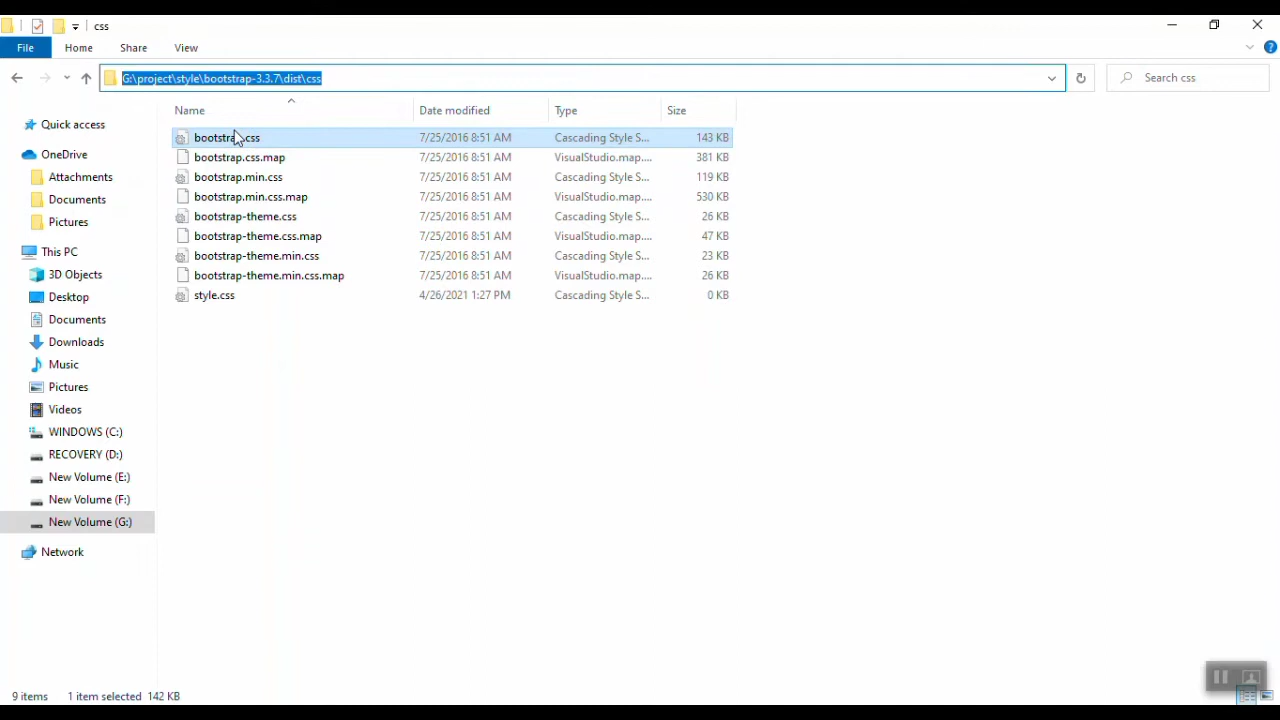 css
File Home Share View
G:\project\style\bootstrap-3.3.7\dist\css
Search css
Name Date modified Type Size
bootstrap.css 7/25/2016 8:51 AM Cascading Style S... 143 KB
bootstrap.css.map 7/25/2016 8:51 AM VisualStudio.map.... 381 KB
bootstrap.min.css 7/25/2016 8:51 AM Cascading Style S... 119 KB
bootstrap.min.css.map 7/25/2016 8:51 AM VisualStudio.map.... 530 KB
bootstrap-theme.css 7/25/2016 8:51 AM Cascading Style S... 26 KB
bootstrap-theme.css.map 7/25/2016 8:51 AM VisualStudio.map.... 47 KB
bootstrap-theme.min.css 7/25/2016 8:51 AM Cascading Style S... 23 KB
bootstrap-theme.min.css.map 7/25/2016 8:51 AM VisualStudio.map.... 26 KB
style.css 4/26/2021 1:27 PM Cascading Style S... 0 KB
Quick access
OneDrive
Attachments
Documents
Pictures
This PC
3D Objects
Desktop
Documents
Downloads
Music
Pictures
Videos
WINDOWS (C:)
RECOVERY (D:)
New Volume (E:)
New Volume (F:)
New Volume (G:)
Network
9 items 1 item selected 142 KB